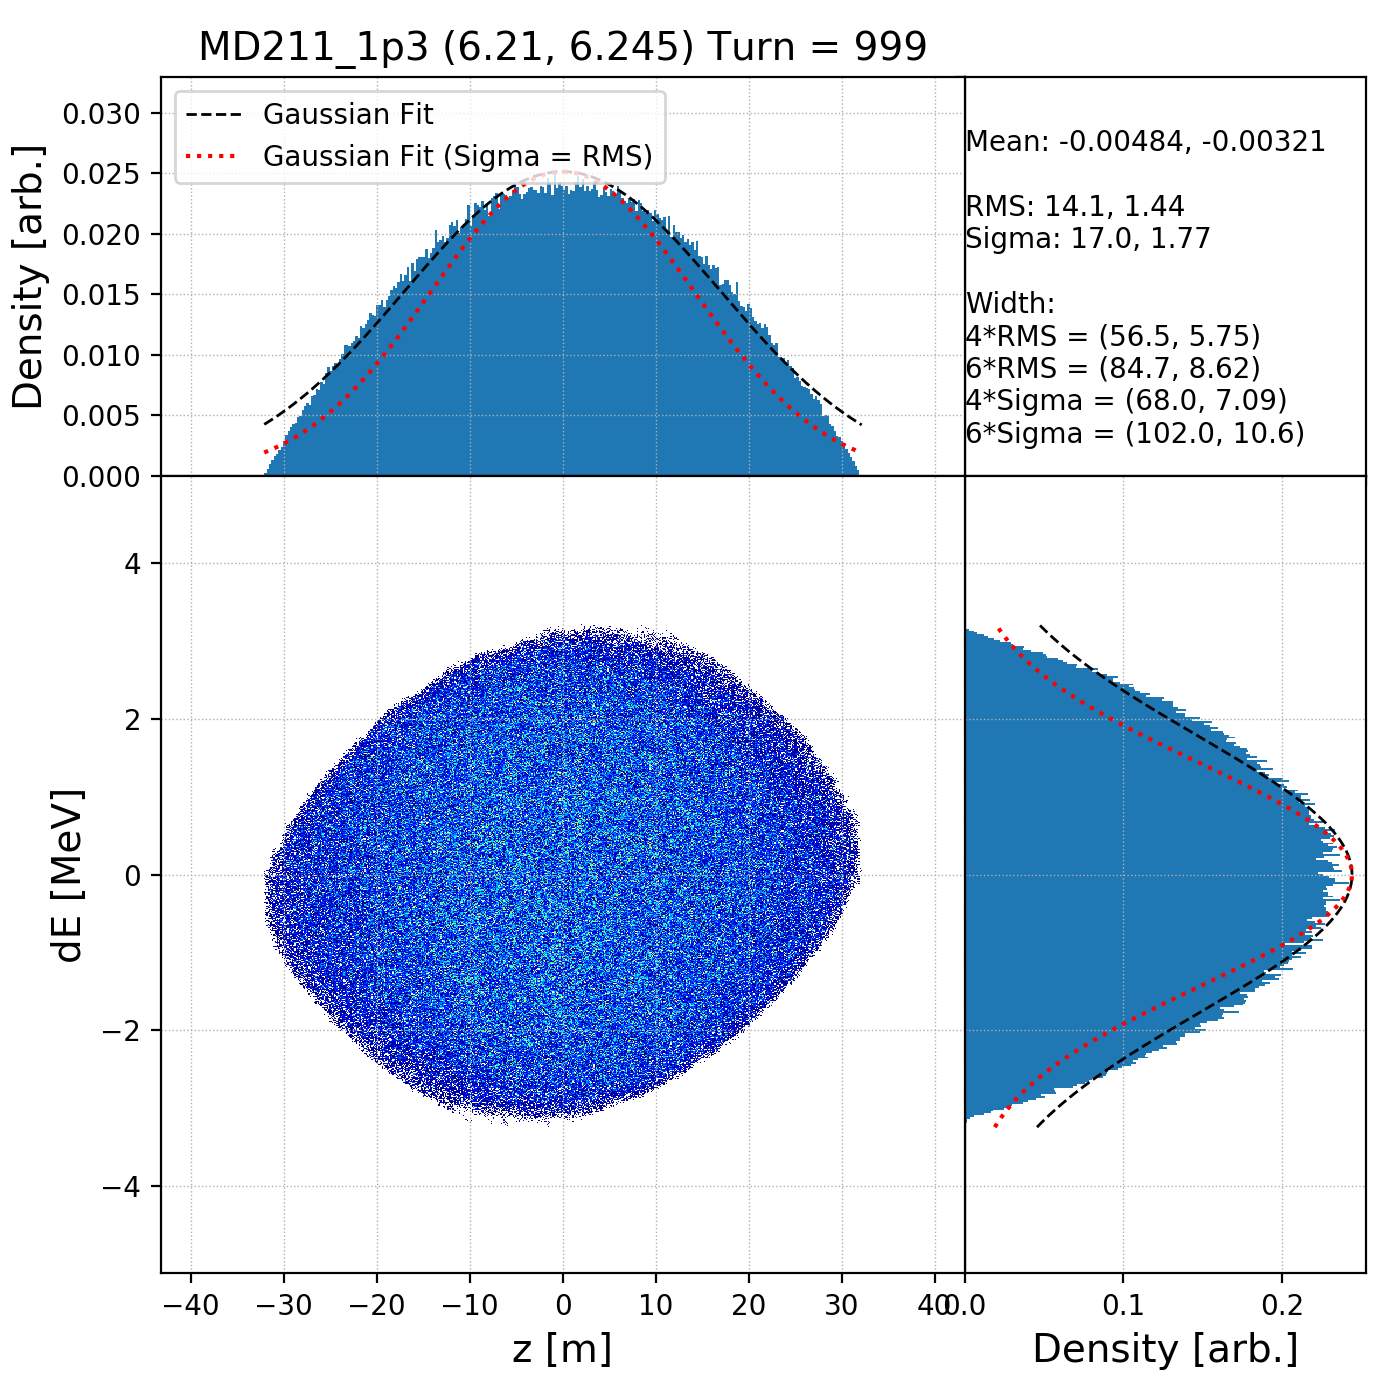 MD211_1p3 (6.21, 6.245) Turn = 999
Density [arb.]
0.030
0.025
0.020
0.015
0.010
0.005
0.000
Gaussian Fit
Gaussian Fit (Sigma = RMS)
Mean: -0.00484, -0.00321
RMS: 14.1, 1.44
Sigma: 17.0, 1.77
Width:
4*RMS = (56.5, 5.75)
6*RMS = (84.7, 8.62)
4*Sigma = (68.0, 7.09)
6*Sigma = (102.0, 10.6)
dE [MeV]
4
2
0
−2
−4
−40 −30 −20 −10 0 10 20 30 40
z [m]
0.0 0.1 0.2
Density [arb.]